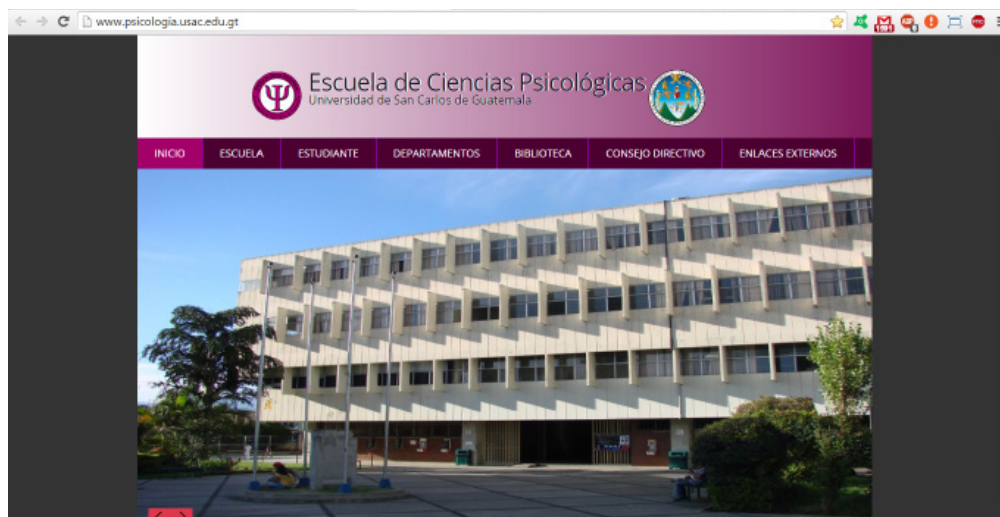 www.psicologia.usac.edu.gt
Escuela de Ciencias Psicológicas
Universidad de San Carlos de Guatemala
INICIO ESCUELA ESTUDIANTE DEPARTAMENTOS BIBLIOTECA CONSEJO DIRECTIVO ENLACES EXTERNOS